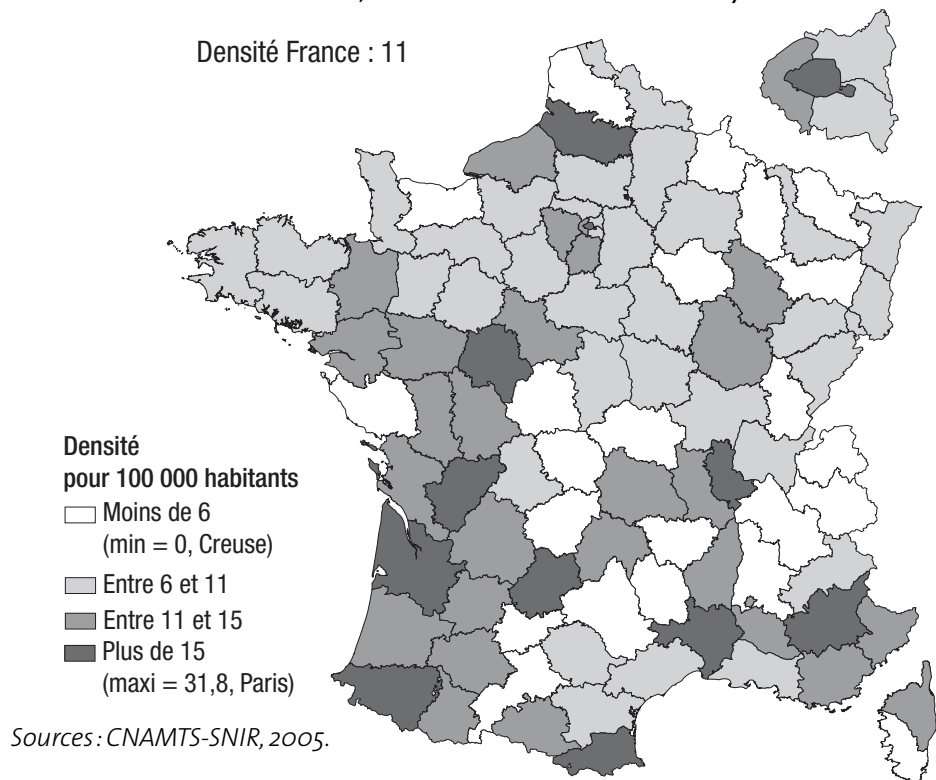 Densité France : 11
Densité
pour 100 000 habitants
Moins de 6
(min = 0, Creuse)
Entre 6 et 11
Entre 11 et 15
Plus de 15
(maxi = 31,8, Paris)
Sources : CNAMTS-SNIR, 2005.